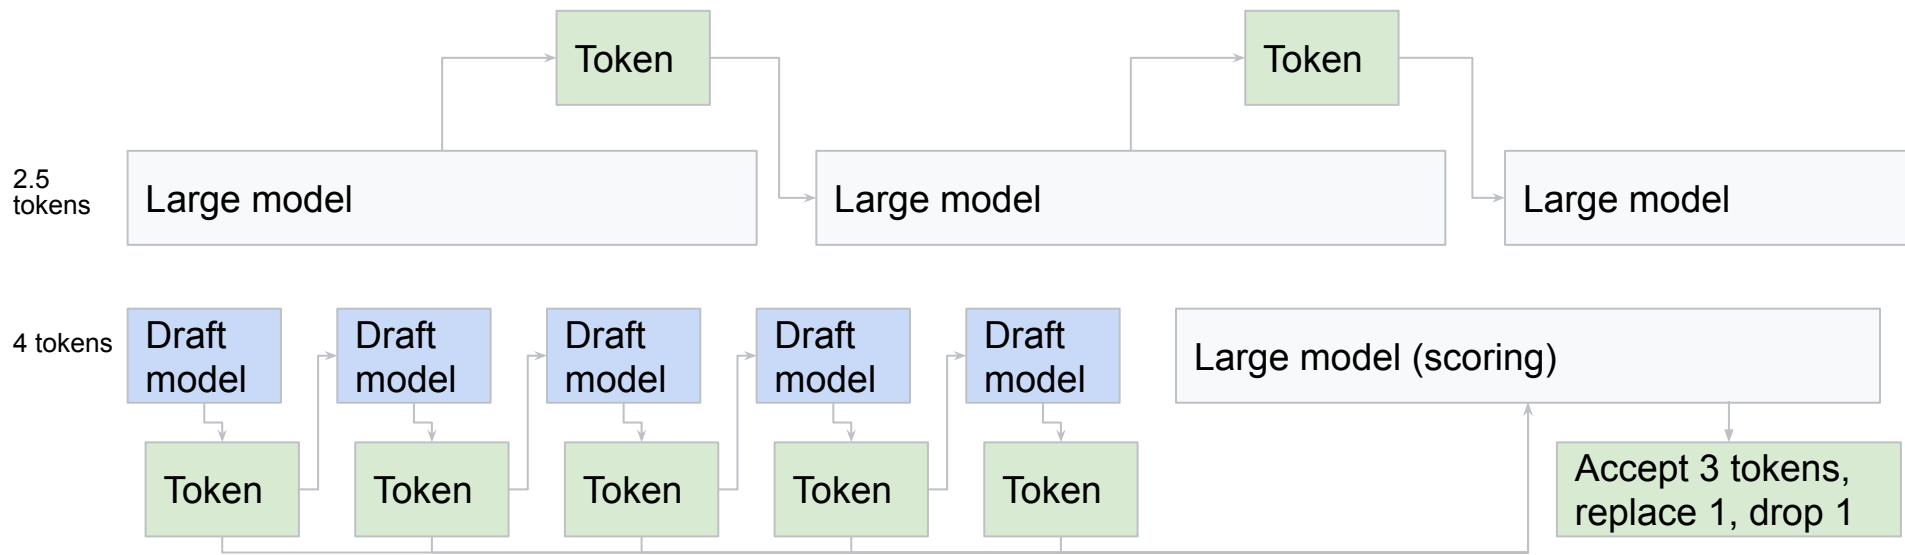 Token
Token
2.5
tokens
Large model
Large model
Large model
4 tokens
Draft
model
Draft
model
Draft
model
Draft
model
Draft
model
Large model (scoring)
Token
Token
Token
Token
Token
Accept 3 tokens,
replace 1, drop 1